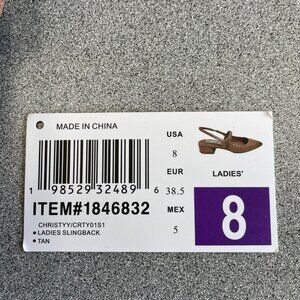 MADE IN CHINA
1 98529 32489 6
ITEM#1846832
CHRISTYY/CRTY01S1
• LADIES SLINGBACK
• TAN
USA
8
EUR
38.5
MEX
5
LADIES'
8